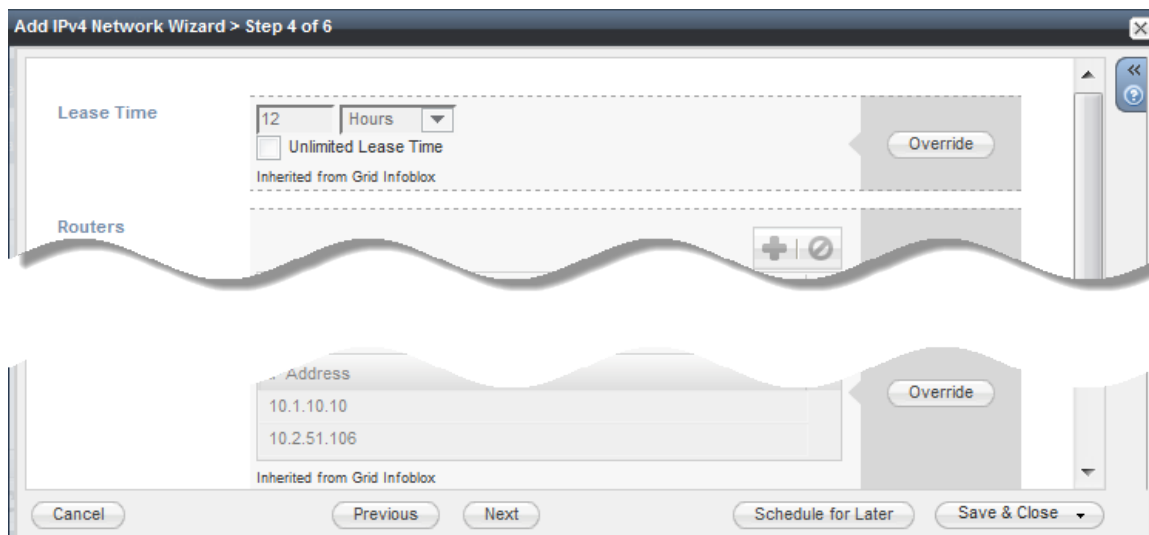 Add IPv4 Network Wizard > Step 4 of 6
Lease Time
12 Hours
Override
Unlimited Lease Time
Inherited from Grid Infoblox
Routers
Address
Override
10.1.10.10
10.2.51.106
Inherited from Grid Infoblox
Cancel Previous Next Schedule for Later Save & Close